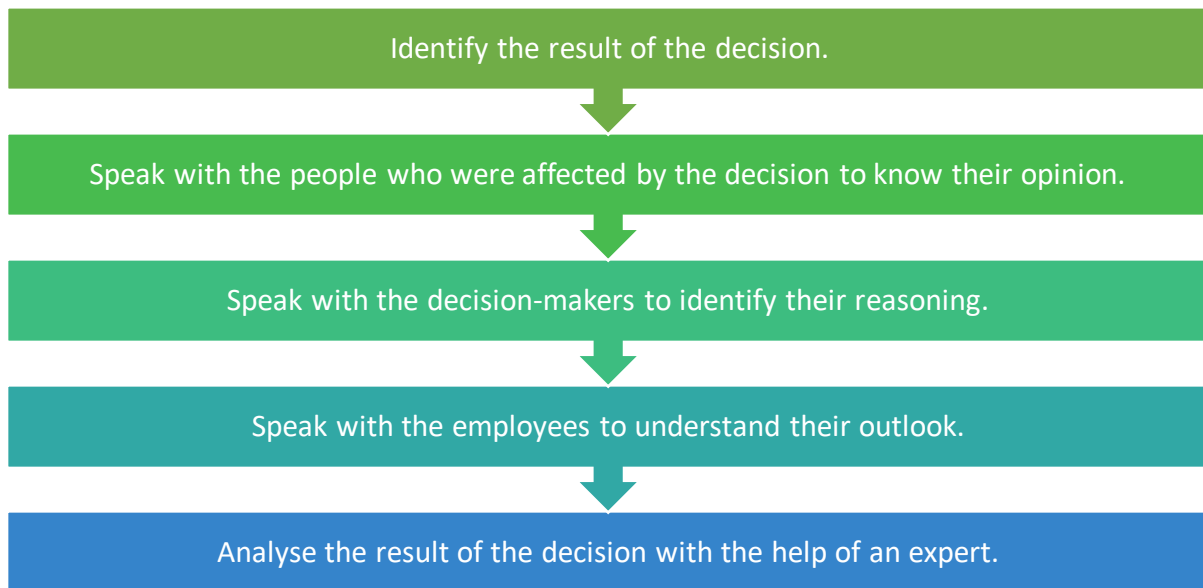 Identify the result of the decision.
Speak with the people who were affected by the decision to know their opinion.
Speak with the decision-makers to identify their reasoning.
Speak with the employees to understand their outlook.
Analyse the result of the decision with the help of an expert.